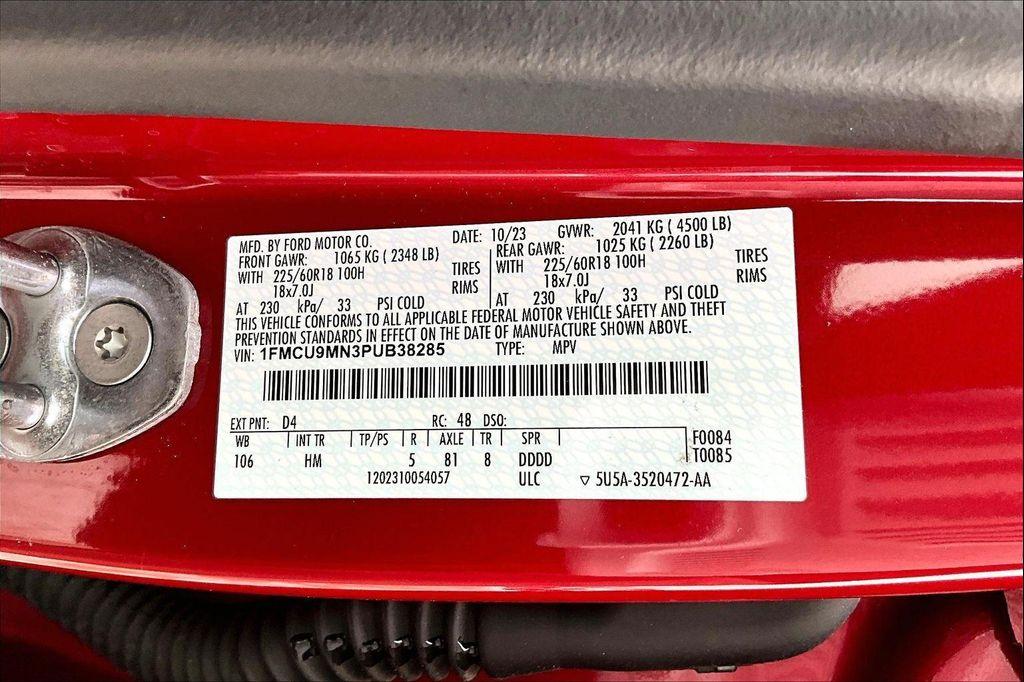 MFD. BY FORD MOTOR CO. DATE: 10/23 GVWR: 2041 KG ( 4500 LB)
FRONT GAWR: 1065 KG ( 2348 LB) REAR GAWR: 1025 KG ( 2260 LB)
WITH 225/60R18 100H TIRES WITH 225/60R18 100H TIRES
18x7.0J RIMS 18x7.0J RIMS
AT 230 kPa/ 33 PSI COLD AT 230 kPa/ 33 PSI COLD
THIS VEHICLE CONFORMS TO ALL APPLICABLE FEDERAL MOTOR VEHICLE SAFETY AND THEFT
PREVENTION STANDARDS IN EFFECT ON THE DATE OF MANUFACTURE SHOWN ABOVE.
VIN: 1FMCU9MN3PUB38285 TYPE: MPV
EXT PNT: D4 RC: 48 DSO:
WB INT TR TP/PS R AXLE TR SPR F0084
106 HM 5 81 8 DDDD T0085
1202310054057 ULC ▽ 5U5A-3520472-AA